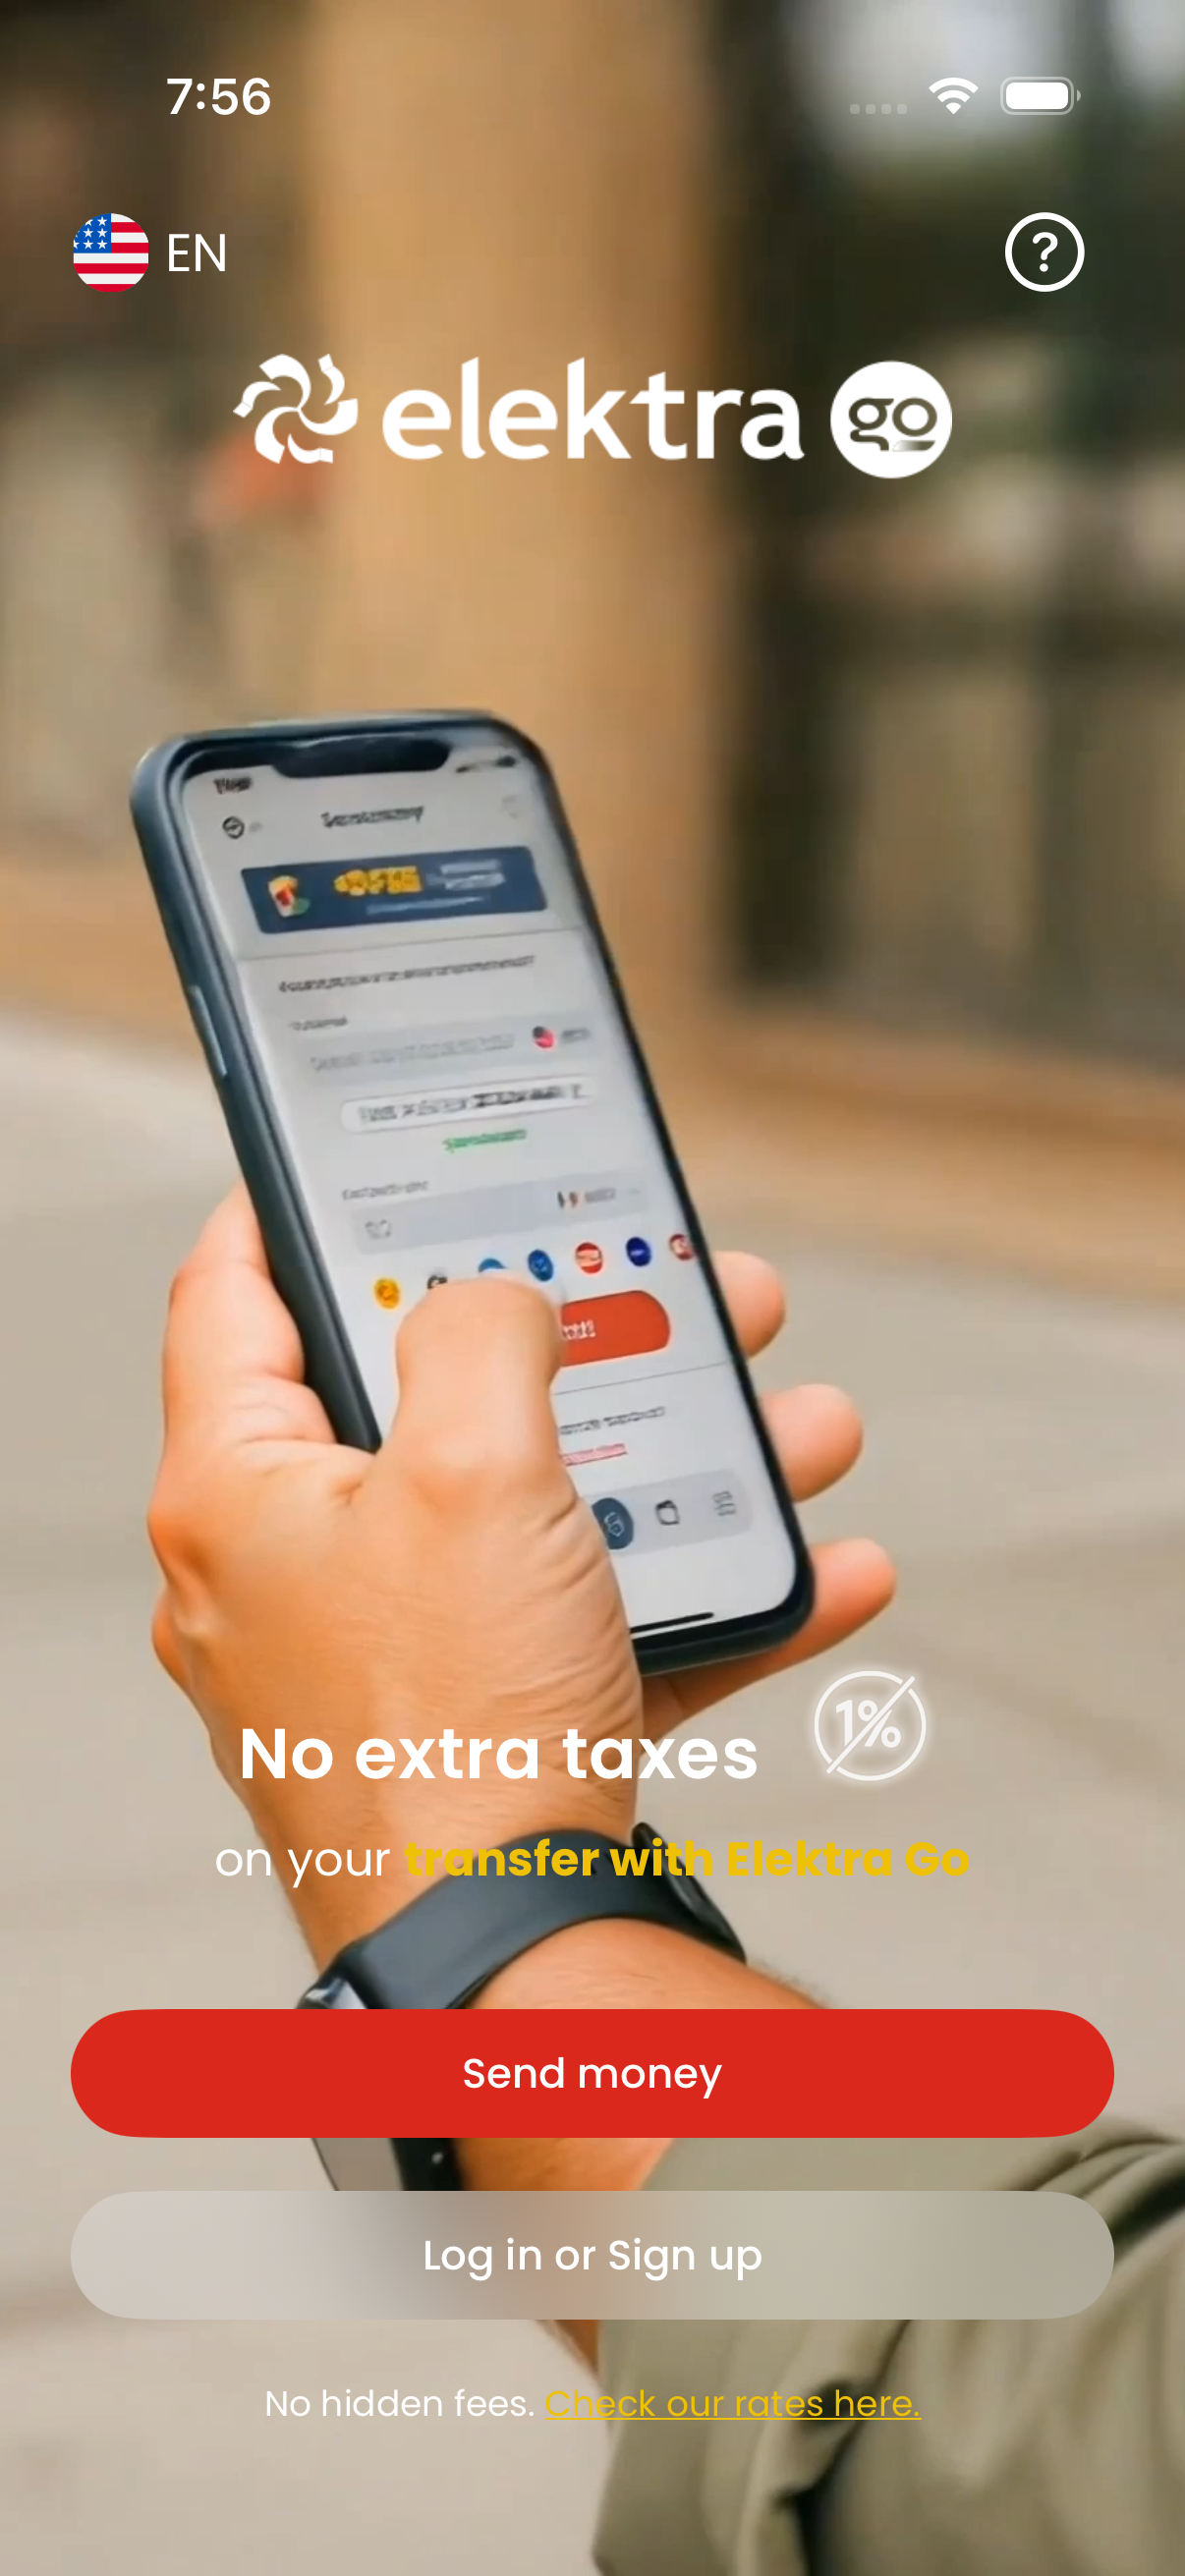 7:56
EN
?
elektra go
No extra taxes 1%
on your transfer with Elektra Go
Send money
Log in or Sign up
No hidden fees. Check our rates here.